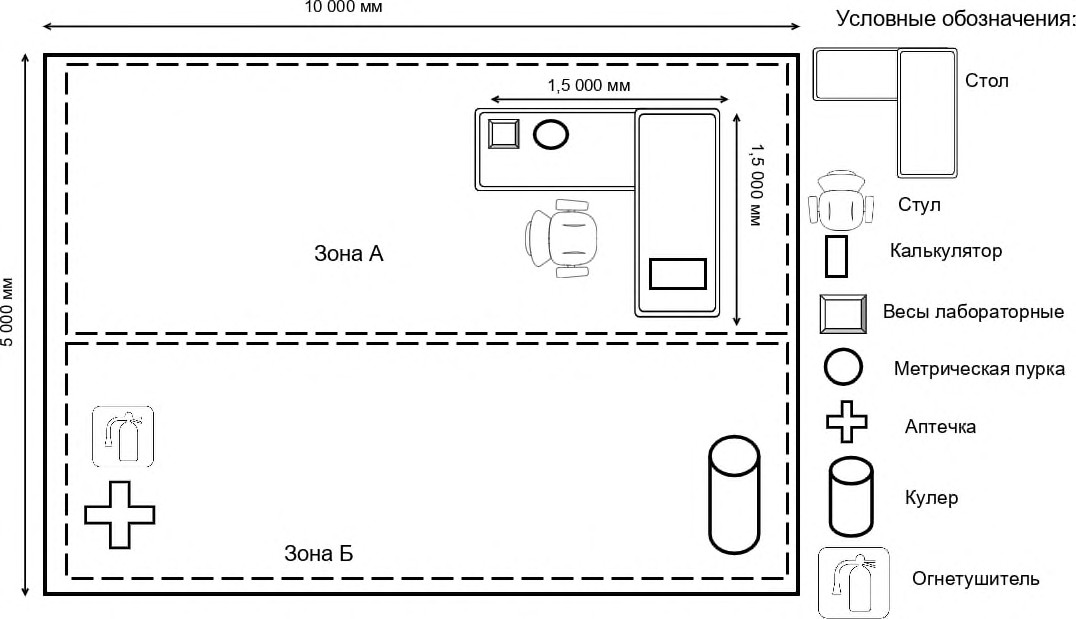 10 000 мм
Условные обозначения:
1,5 000 мм
Стол
1,5 000 мм
Стул
Зона А
Калькулятор
5 000 мм
Весы лабораторные
Метрическая пурка
Аптечка
Кулер
Зона Б
Огнетушитель